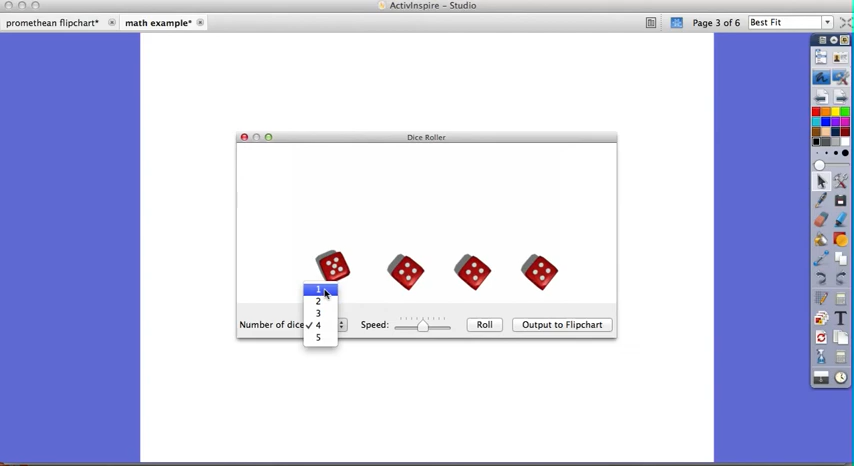 ActivInspire - Studio
promethean flipchart* math example* Page 3 of 6 Best Fit
Dice Roller
1
2
3
Number of dice ✓ 4 Speed: Roll Output to Flipchart
5
T